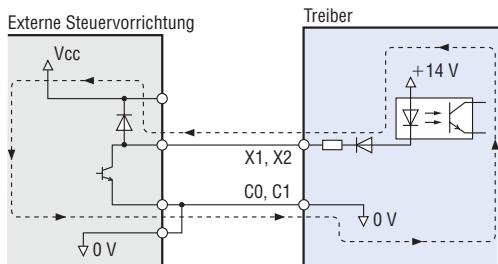 Externe Steuervorrichtung
Treiber
Vcc
+14 V
X1, X2
C0, C1
0 V
0 V